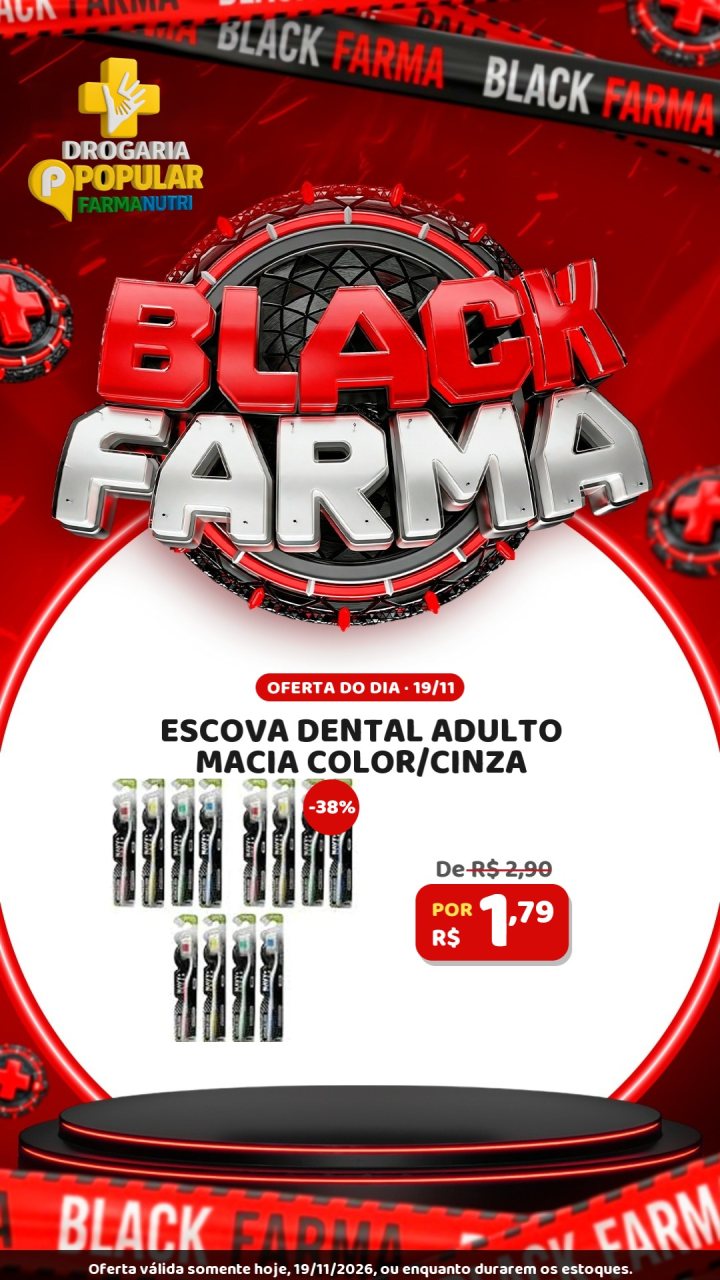 BLACK FARMA
BLACK FARMA BLACK FARMA
DROGARIA
POPULAR
FARMANUTRI
BLACK
FARMA
OFERTA DO DIA · 19/11
ESCOVA DENTAL ADULTO
MACIA COLOR/CINZA
-38%
De R$ 2,90
POR
R$ 1,79
BLACK FARMA BLACK FARM
Oferta válida somente hoje, 19/11/2026, ou enquanto durarem os estoques.